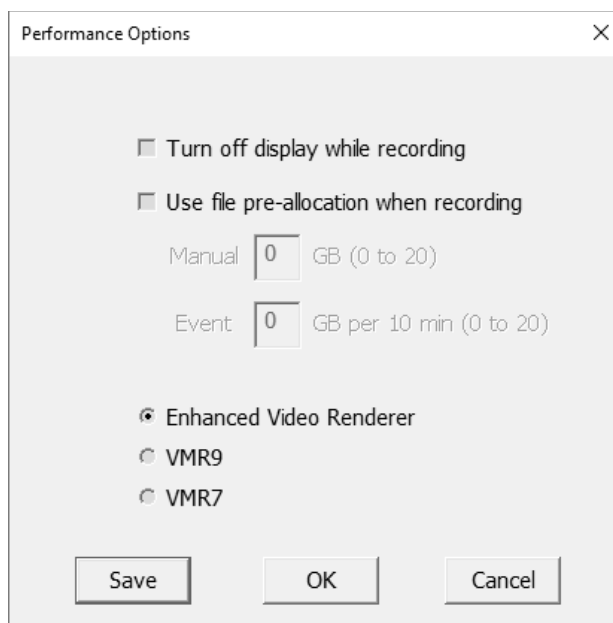 Performance Options
Turn off display while recording
Use file pre-allocation when recording
Manual 0 GB (0 to 20)
Event 0 GB per 10 min (0 to 20)
Enhanced Video Renderer
VMR9
VMR7
Save OK Cancel